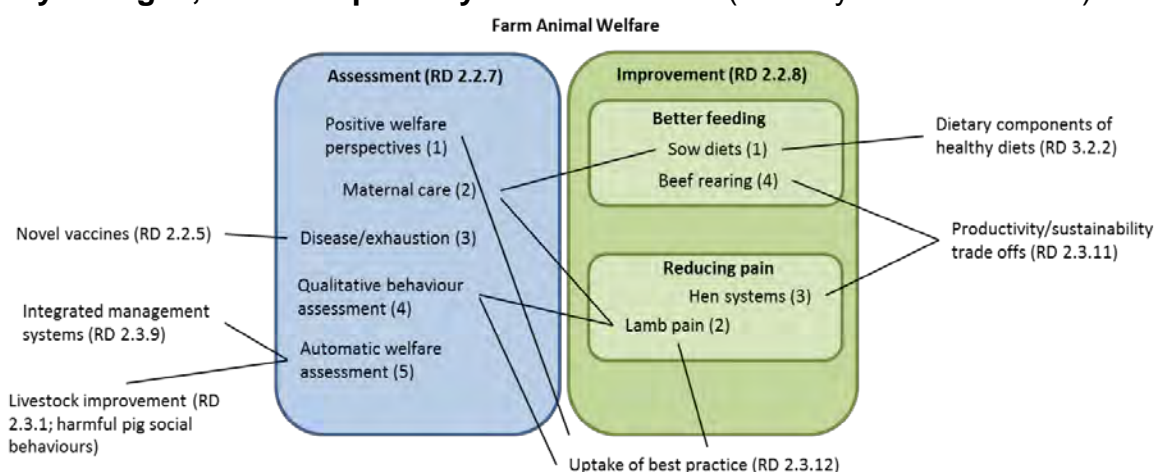 Farm Animal Welfare
Assessment (RD 2.2.7)
Positive welfare
perspectives (1)
Maternal care (2)
Disease/exhaustion (3)
Qualitative behaviour
assessment (4)
Automatic welfare
assessment (5)
Improvement (RD 2.2.8)
Better feeding
Sow diets (1)
Beef rearing (4)
Reducing pain
Hen systems (3)
Lamb pain (2)
Novel vaccines (RD 2.2.5)
Integrated management
systems (RD 2.3.9)
Livestock improvement (RD
2.3.1; harmful pig social
behaviours)
Dietary components of
healthy diets (RD 3.2.2)
Productivity/sustainability
trade offs (RD 2.3.11)
Uptake of best practice (RD 2.3.12)